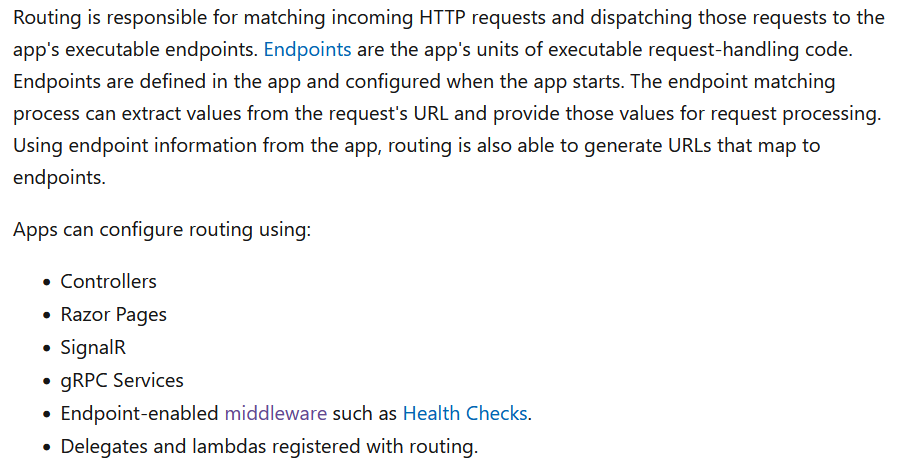 Routing is responsible for matching incoming HTTP requests and dispatching those requests to the
app's executable endpoints. Endpoints are the app's units of executable request-handling code.
Endpoints are defined in the app and configured when the app starts. The endpoint matching
process can extract values from the request's URL and provide those values for request processing.
Using endpoint information from the app, routing is also able to generate URLs that map to
endpoints.
Apps can configure routing using:
• Controllers
• Razor Pages
• SignalR
• gRPC Services
• Endpoint-enabled middleware such as Health Checks.
• Delegates and lambdas registered with routing.